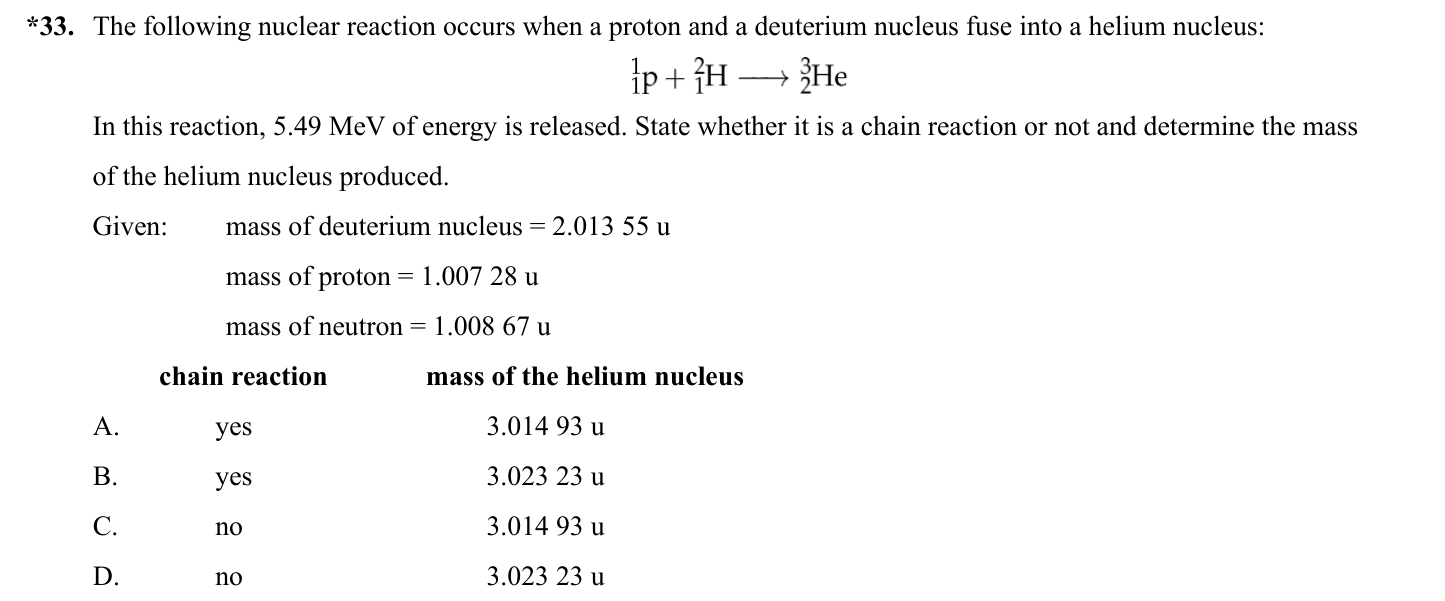 *33. The following nuclear reaction occurs when a proton and a deuterium nucleus fuse into a helium nucleus:
¹₁p + ²₁H ⟶ ³₂He
In this reaction, 5.49 MeV of energy is released. State whether it is a chain reaction or not and determine the mass
of the helium nucleus produced.
Given: mass of deuterium nucleus = 2.013 55 u
mass of proton = 1.007 28 u
mass of neutron = 1.008 67 u
chain reaction mass of the helium nucleus
A. yes 3.014 93 u
B. yes 3.023 23 u
C. no 3.014 93 u
D. no 3.023 23 u